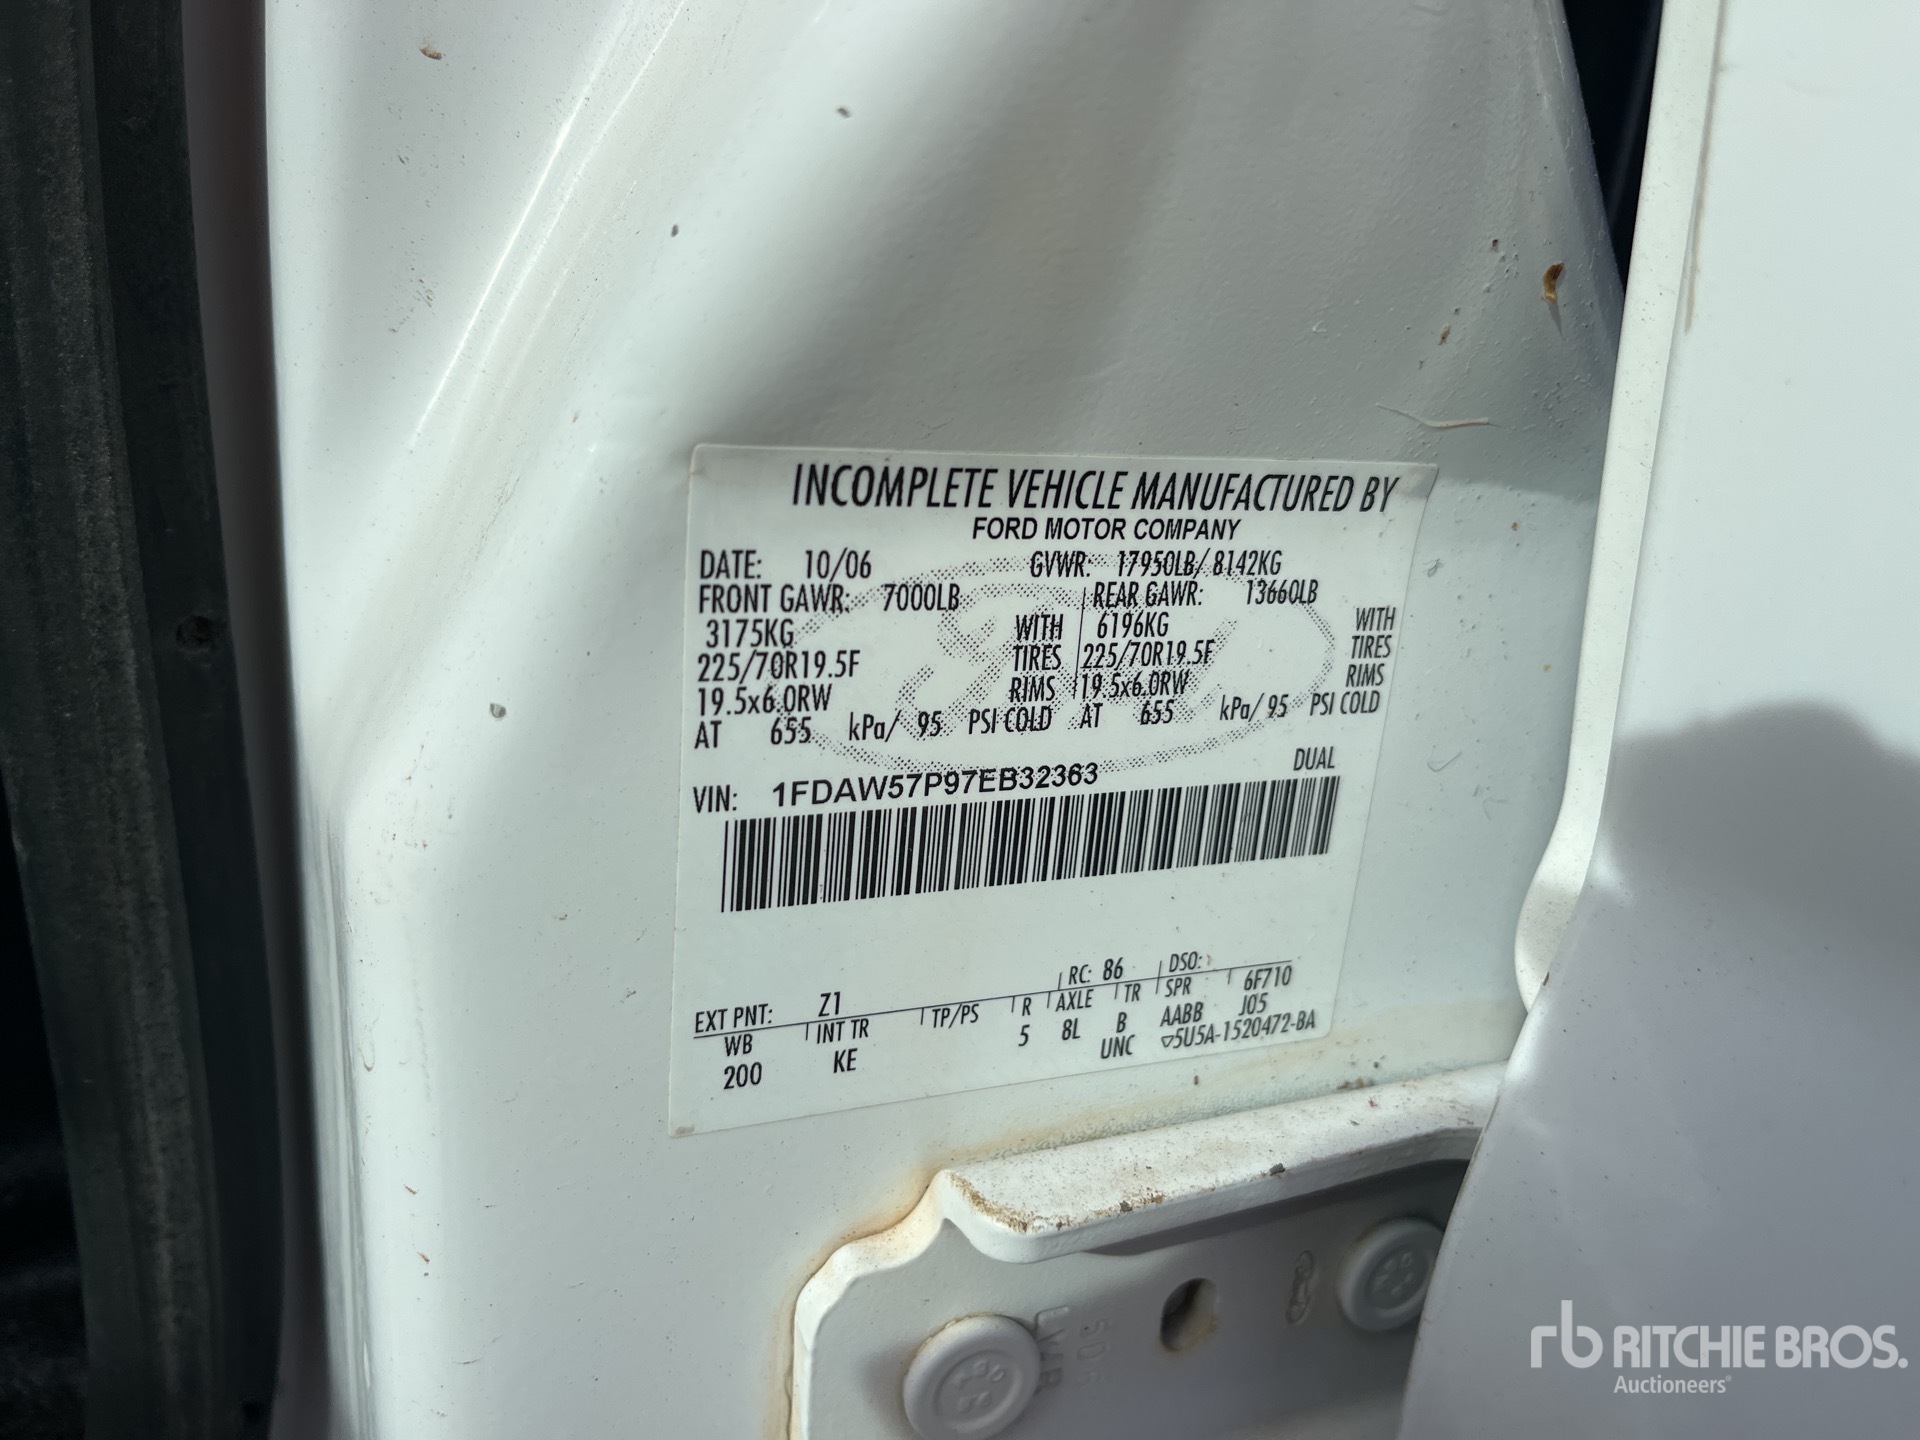 INCOMPLETE VEHICLE MANUFACTURED BY
FORD MOTOR COMPANY
DATE: 10/06 GVWR: 17950LB/ 8142KG
FRONT GAWR: 7000LB REAR GAWR: 13660LB
3175KG WITH 6196KG WITH
225/70R19.5F TIRES 225/70R19.5F TIRES
19.5x6.0RW RIMS 19.5x6.0RW RIMS
AT 655 kPa/ 95 PSI COLD AT 655 kPa/ 95 PSI COLD
DUAL
VIN: 1FDAW57P97EB32363
EXT PNT: Z1 RC: 86 DSO:
WB INT TR TP/PS R AXLE TR SPR 6F710
200 KE 5 8L B AABB J05
UNC ▽5U5A-1520472-BA
rb RITCHIE BROS.
Auctioneers